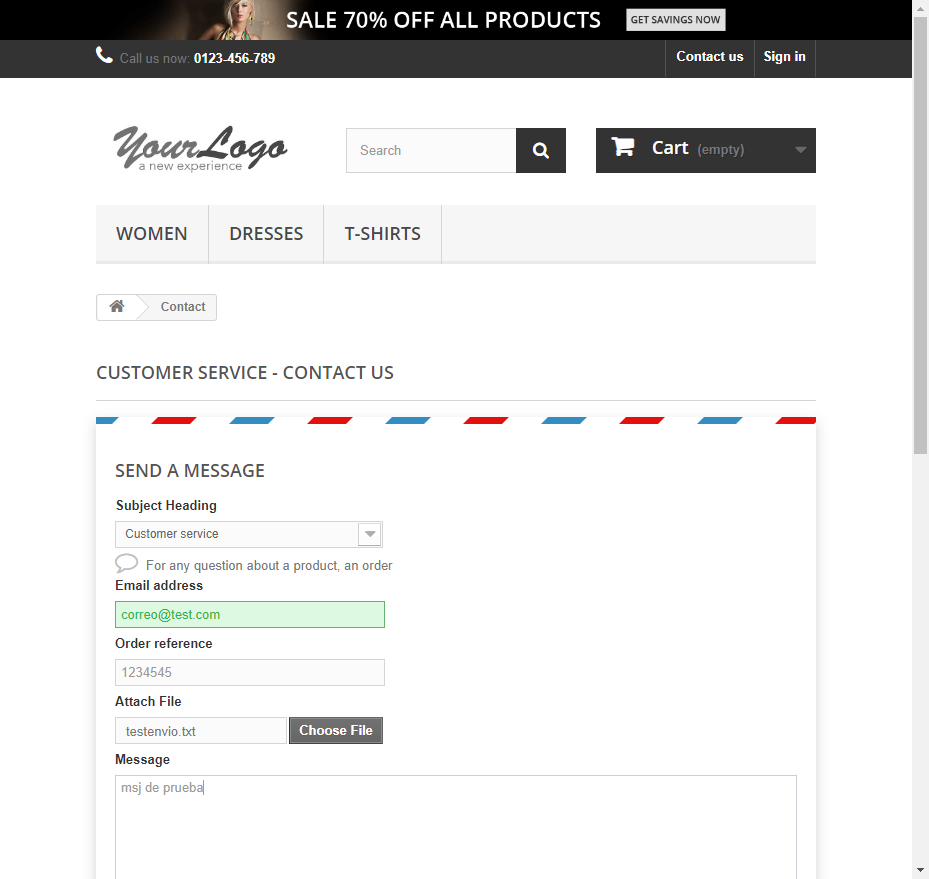 SALE 70% OFF ALL PRODUCTS GET SAVINGS NOW
Call us now: 0123-456-789 Contact us Sign in
YourLogo
a new experience
Search
Cart (empty)
WOMEN DRESSES T-SHIRTS
Contact
CUSTOMER SERVICE - CONTACT US
SEND A MESSAGE
Subject Heading
Customer service
For any question about a product, an order
Email address
correo@test.com
Order reference
1234545
Attach File
testenvio.txt Choose File
Message
msj de prueba